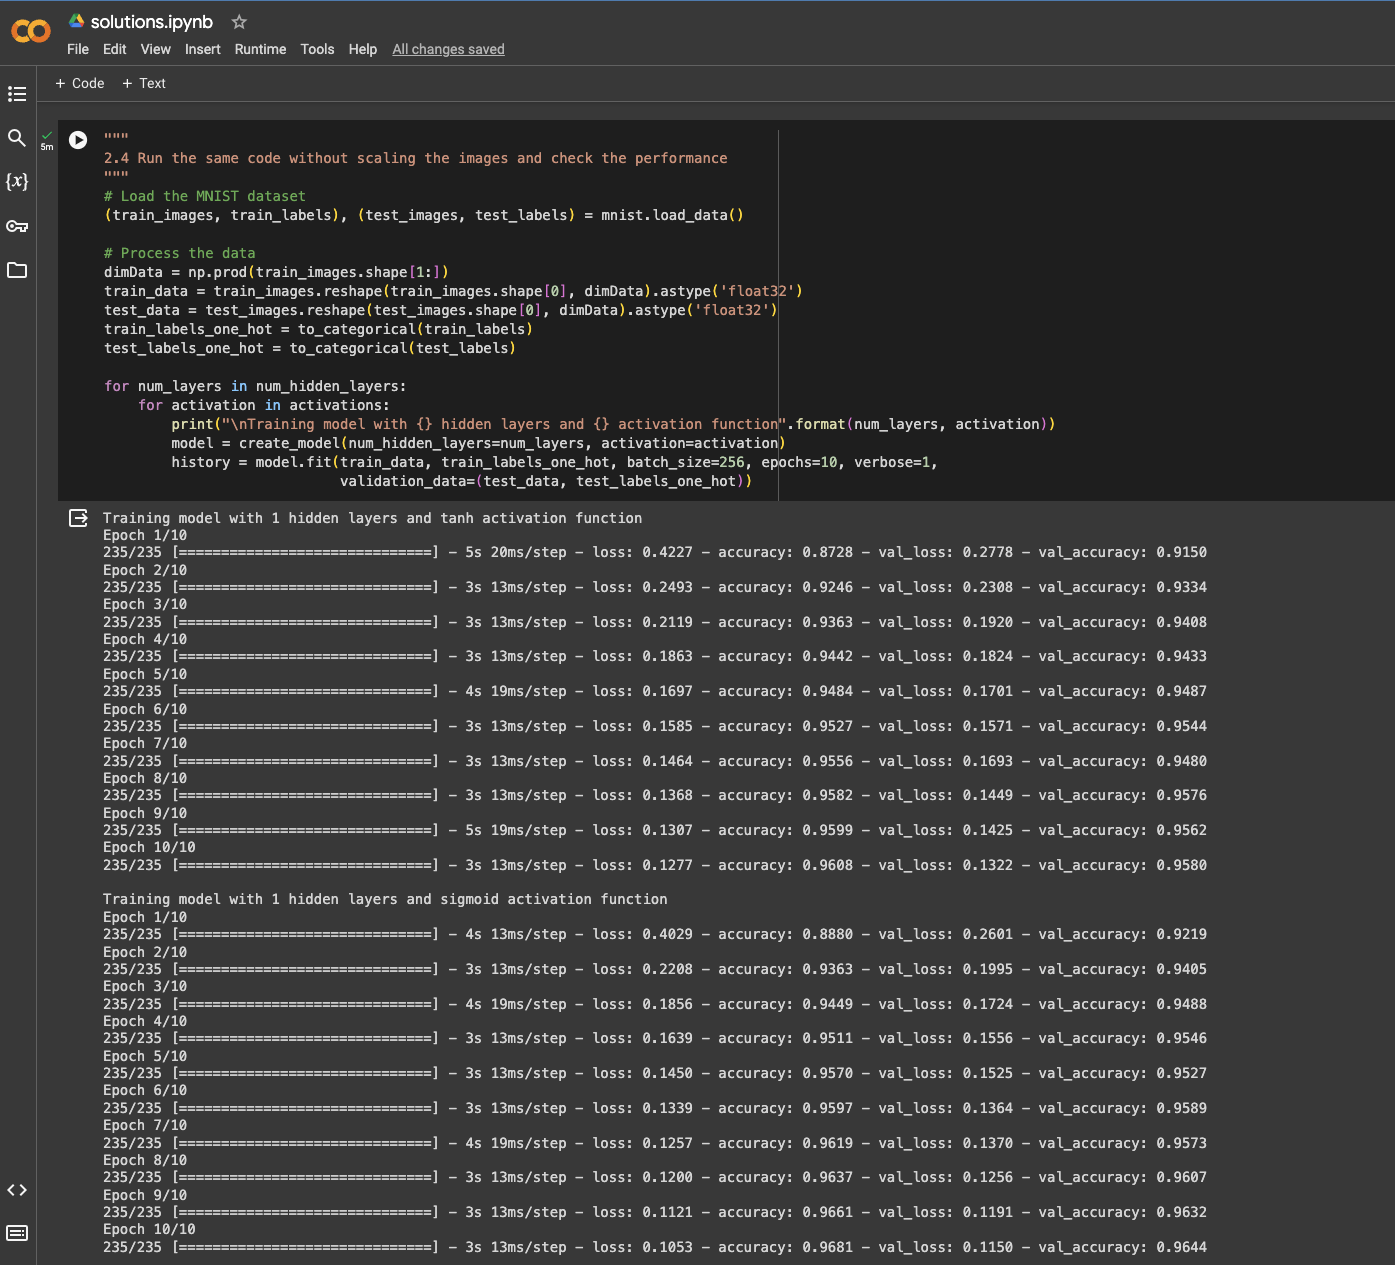 solutions.ipynb
File Edit View Insert Runtime Tools Help All changes saved
+ Code + Text
5m
"""
2.4 Run the same code without scaling the images and check the performance
"""
# Load the MNIST dataset
(train_images, train_labels), (test_images, test_labels) = mnist.load_data()
# Process the data
dimData = np.prod(train_images.shape[1:])
train_data = train_images.reshape(train_images.shape[0], dimData).astype('float32')
test_data = test_images.reshape(test_images.shape[0], dimData).astype('float32')
train_labels_one_hot = to_categorical(train_labels)
test_labels_one_hot = to_categorical(test_labels)
for num_layers in num_hidden_layers:
for activation in activations:
print("\nTraining model with {} hidden layers and {} activation function".format(num_layers, activation))
model = create_model(num_hidden_layers=num_layers, activation=activation)
history = model.fit(train_data, train_labels_one_hot, batch_size=256, epochs=10, verbose=1,
validation_data=(test_data, test_labels_one_hot))
Training model with 1 hidden layers and tanh activation function
Epoch 1/10
235/235 [==============================] - 5s 20ms/step - loss: 0.4227 - accuracy: 0.8728 - val_loss: 0.2778 - val_accuracy: 0.9150
Epoch 2/10
235/235 [==============================] - 3s 13ms/step - loss: 0.2493 - accuracy: 0.9246 - val_loss: 0.2308 - val_accuracy: 0.9334
Epoch 3/10
235/235 [==============================] - 3s 13ms/step - loss: 0.2119 - accuracy: 0.9363 - val_loss: 0.1920 - val_accuracy: 0.9408
Epoch 4/10
235/235 [==============================] - 3s 13ms/step - loss: 0.1863 - accuracy: 0.9442 - val_loss: 0.1824 - val_accuracy: 0.9433
Epoch 5/10
235/235 [==============================] - 4s 19ms/step - loss: 0.1697 - accuracy: 0.9484 - val_loss: 0.1701 - val_accuracy: 0.9487
Epoch 6/10
235/235 [==============================] - 3s 13ms/step - loss: 0.1585 - accuracy: 0.9527 - val_loss: 0.1571 - val_accuracy: 0.9544
Epoch 7/10
235/235 [==============================] - 3s 13ms/step - loss: 0.1464 - accuracy: 0.9556 - val_loss: 0.1693 - val_accuracy: 0.9480
Epoch 8/10
235/235 [==============================] - 3s 13ms/step - loss: 0.1368 - accuracy: 0.9582 - val_loss: 0.1449 - val_accuracy: 0.9576
Epoch 9/10
235/235 [==============================] - 5s 19ms/step - loss: 0.1307 - accuracy: 0.9599 - val_loss: 0.1425 - val_accuracy: 0.9562
Epoch 10/10
235/235 [==============================] - 3s 13ms/step - loss: 0.1277 - accuracy: 0.9608 - val_loss: 0.1322 - val_accuracy: 0.9580
Training model with 1 hidden layers and sigmoid activation function
Epoch 1/10
235/235 [==============================] - 4s 13ms/step - loss: 0.4029 - accuracy: 0.8880 - val_loss: 0.2601 - val_accuracy: 0.9219
Epoch 2/10
235/235 [==============================] - 3s 13ms/step - loss: 0.2208 - accuracy: 0.9363 - val_loss: 0.1995 - val_accuracy: 0.9405
Epoch 3/10
235/235 [==============================] - 4s 19ms/step - loss: 0.1856 - accuracy: 0.9449 - val_loss: 0.1724 - val_accuracy: 0.9488
Epoch 4/10
235/235 [==============================] - 3s 13ms/step - loss: 0.1639 - accuracy: 0.9511 - val_loss: 0.1556 - val_accuracy: 0.9546
Epoch 5/10
235/235 [==============================] - 3s 13ms/step - loss: 0.1450 - accuracy: 0.9570 - val_loss: 0.1525 - val_accuracy: 0.9527
Epoch 6/10
235/235 [==============================] - 3s 13ms/step - loss: 0.1339 - accuracy: 0.9597 - val_loss: 0.1364 - val_accuracy: 0.9589
Epoch 7/10
235/235 [==============================] - 4s 19ms/step - loss: 0.1257 - accuracy: 0.9619 - val_loss: 0.1370 - val_accuracy: 0.9573
Epoch 8/10
235/235 [==============================] - 3s 13ms/step - loss: 0.1200 - accuracy: 0.9637 - val_loss: 0.1256 - val_accuracy: 0.9607
Epoch 9/10
235/235 [==============================] - 3s 13ms/step - loss: 0.1121 - accuracy: 0.9661 - val_loss: 0.1191 - val_accuracy: 0.9632
Epoch 10/10
235/235 [==============================] - 3s 13ms/step - loss: 0.1053 - accuracy: 0.9681 - val_loss: 0.1150 - val_accuracy: 0.9644